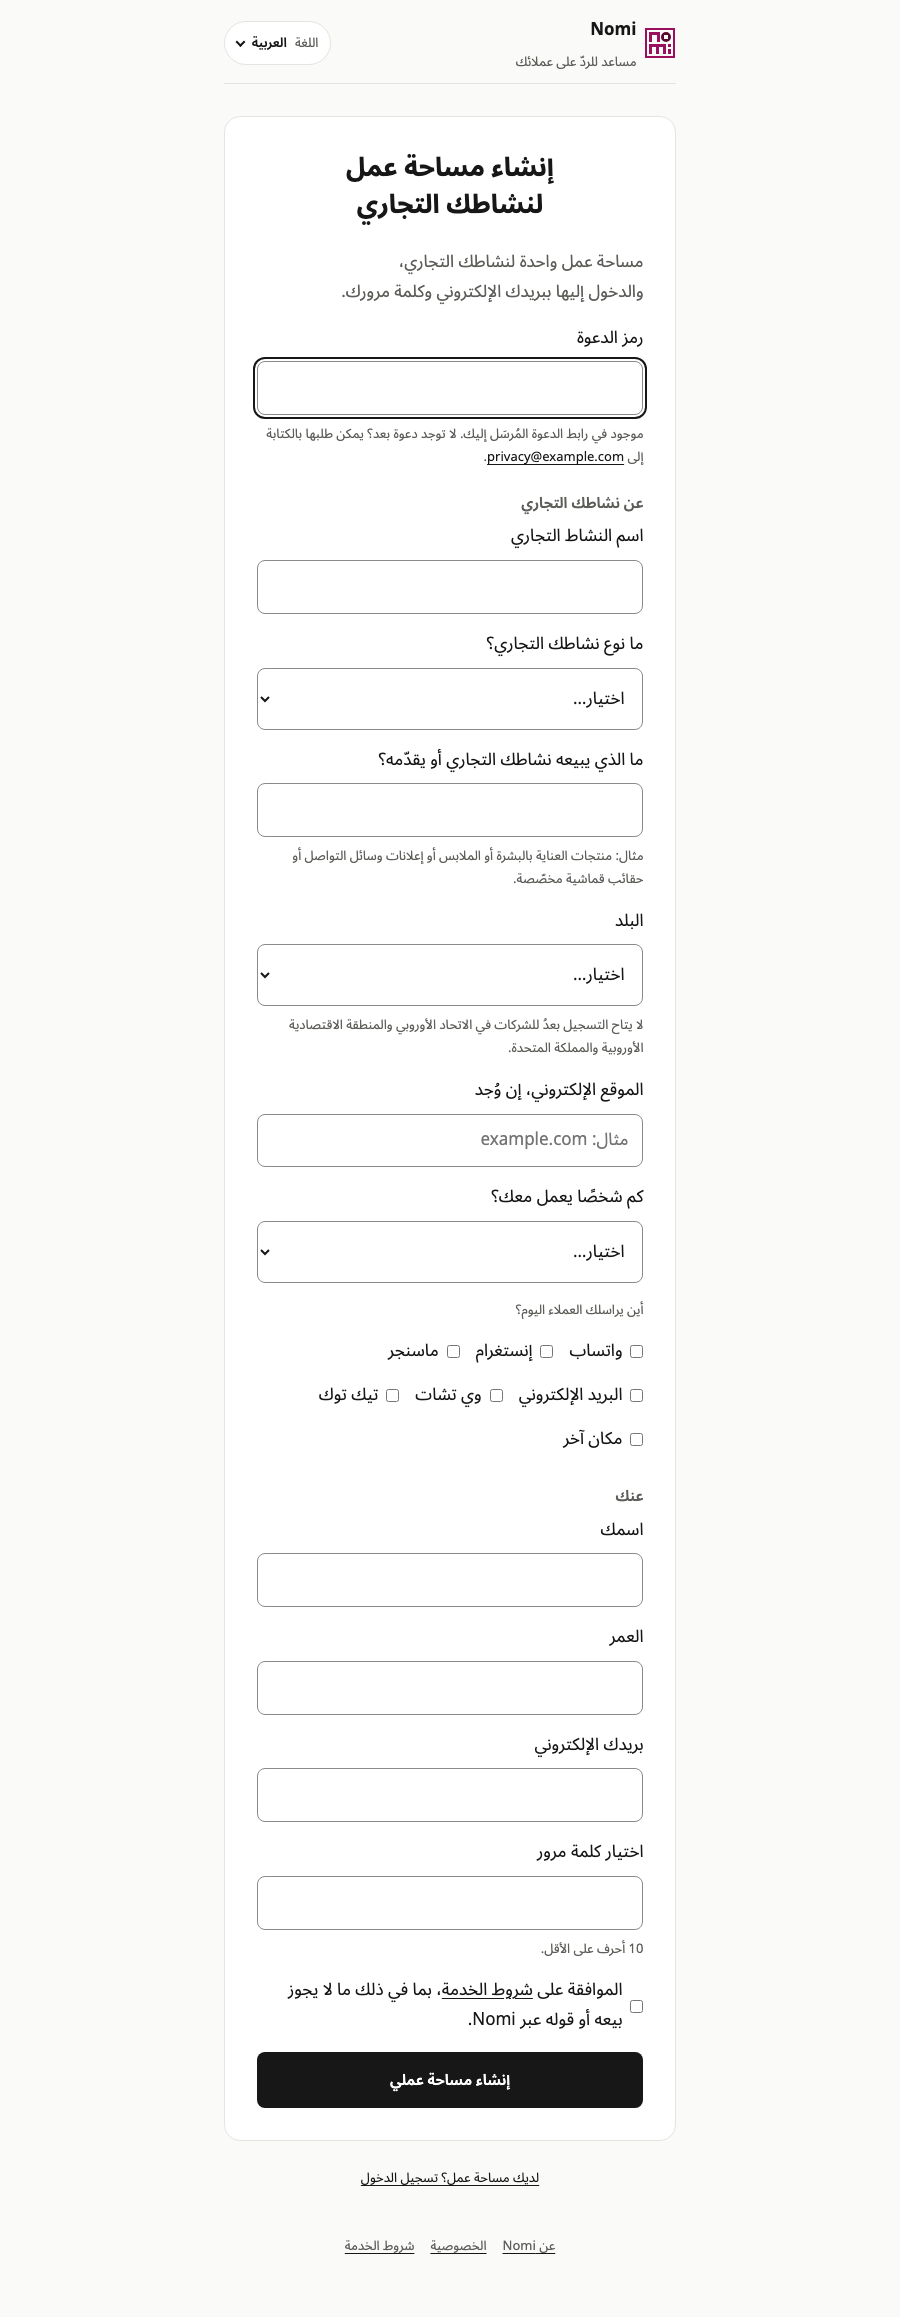 Nomi
مساعد للردّ على عملائك
اللغة العربية
إنشاء مساحة عمل
لنشاطك التجاري
مساحة عمل واحدة لنشاطك التجاري،
والدخول إليها ببريدك الإلكتروني وكلمة مرورك.
رمز الدعوة
موجود في رابط الدعوة المُرسَل إليك. لا توجد دعوة بعد؟ يمكن طلبها بالكتابة
إلى privacy@example.com.
عن نشاطك التجاري
اسم النشاط التجاري
ما نوع نشاطك التجاري؟
اختيار...
ما الذي يبيعه نشاطك التجاري أو يقدّمه؟
مثال: منتجات العناية بالبشرة أو الملابس أو إعلانات وسائل التواصل أو
حقائب قماشية مخصّصة.
البلد
اختيار...
لا يتاح التسجيل بعدُ للشركات في الاتحاد الأوروبي والمنطقة الاقتصادية
الأوروبية والمملكة المتحدة.
الموقع الإلكتروني، إن وُجد
مثال: example.com
كم شخصًا يعمل معك؟
اختيار...
أين يراسلك العملاء اليوم؟
واتساب إنستغرام ماسنجر
البريد الإلكتروني وي تشات تيك توك
مكان آخر
عنك
اسمك
العمر
بريدك الإلكتروني
اختيار كلمة مرور
10 أحرف على الأقل.
الموافقة على شروط الخدمة، بما في ذلك ما لا يجوز
بيعه أو قوله عبر Nomi.
إنشاء مساحة عملي
لديك مساحة عمل؟ تسجيل الدخول
عن Nomi الخصوصية شروط الخدمة